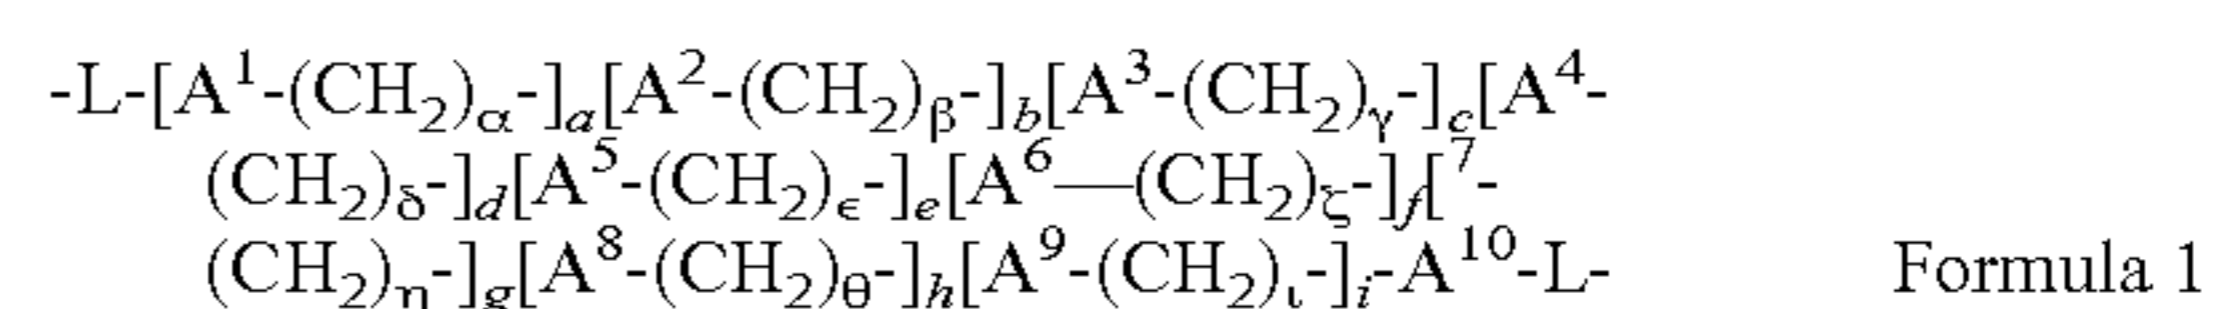 -L-[A¹-(CH₂)α-]a[A²-(CH₂)β-]b[A³-(CH₂)γ-]c[A⁴-
(CH₂)δ-]d[A⁵-(CH₂)ϵ-]e[A⁶—(CH₂)ζ-]f[⁷-
(CH₂)η-]g[A⁸-(CH₂)θ-]h[A⁹-(CH₂)ι-]i-A¹⁰-L- Formula 1